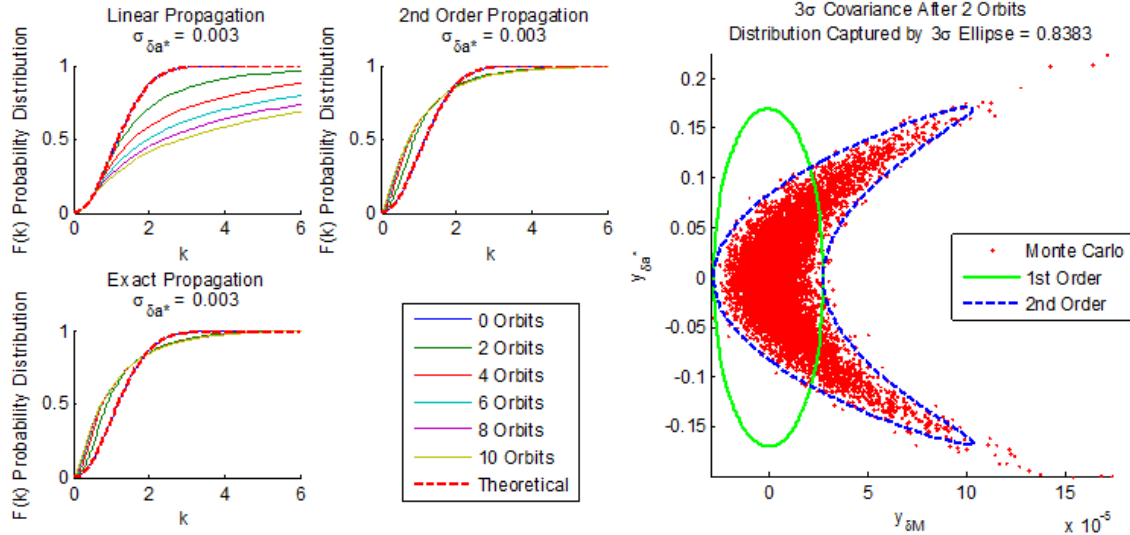 Linear Propagation
σδa* = 0.003
F(k) Probability Distribution
1
0.5
0
0
2
4
6
k
2nd Order Propagation
σδa* = 0.003
F(k) Probability Distribution
1
0.5
0
0
2
4
6
k
Exact Propagation
σδa* = 0.003
F(k) Probability Distribution
1
0.5
0
0
2
4
6
k
0 Orbits
2 Orbits
4 Orbits
6 Orbits
8 Orbits
10 Orbits
Theoretical
3σ Covariance After 2 Orbits
Distribution Captured by 3σ Ellipse = 0.8383
yδa*
0.2
0.15
0.1
0.05
0
-0.05
-0.1
-0.15
Monte Carlo
1st Order
2nd Order
0
5
10
15
yδM
x 10-5